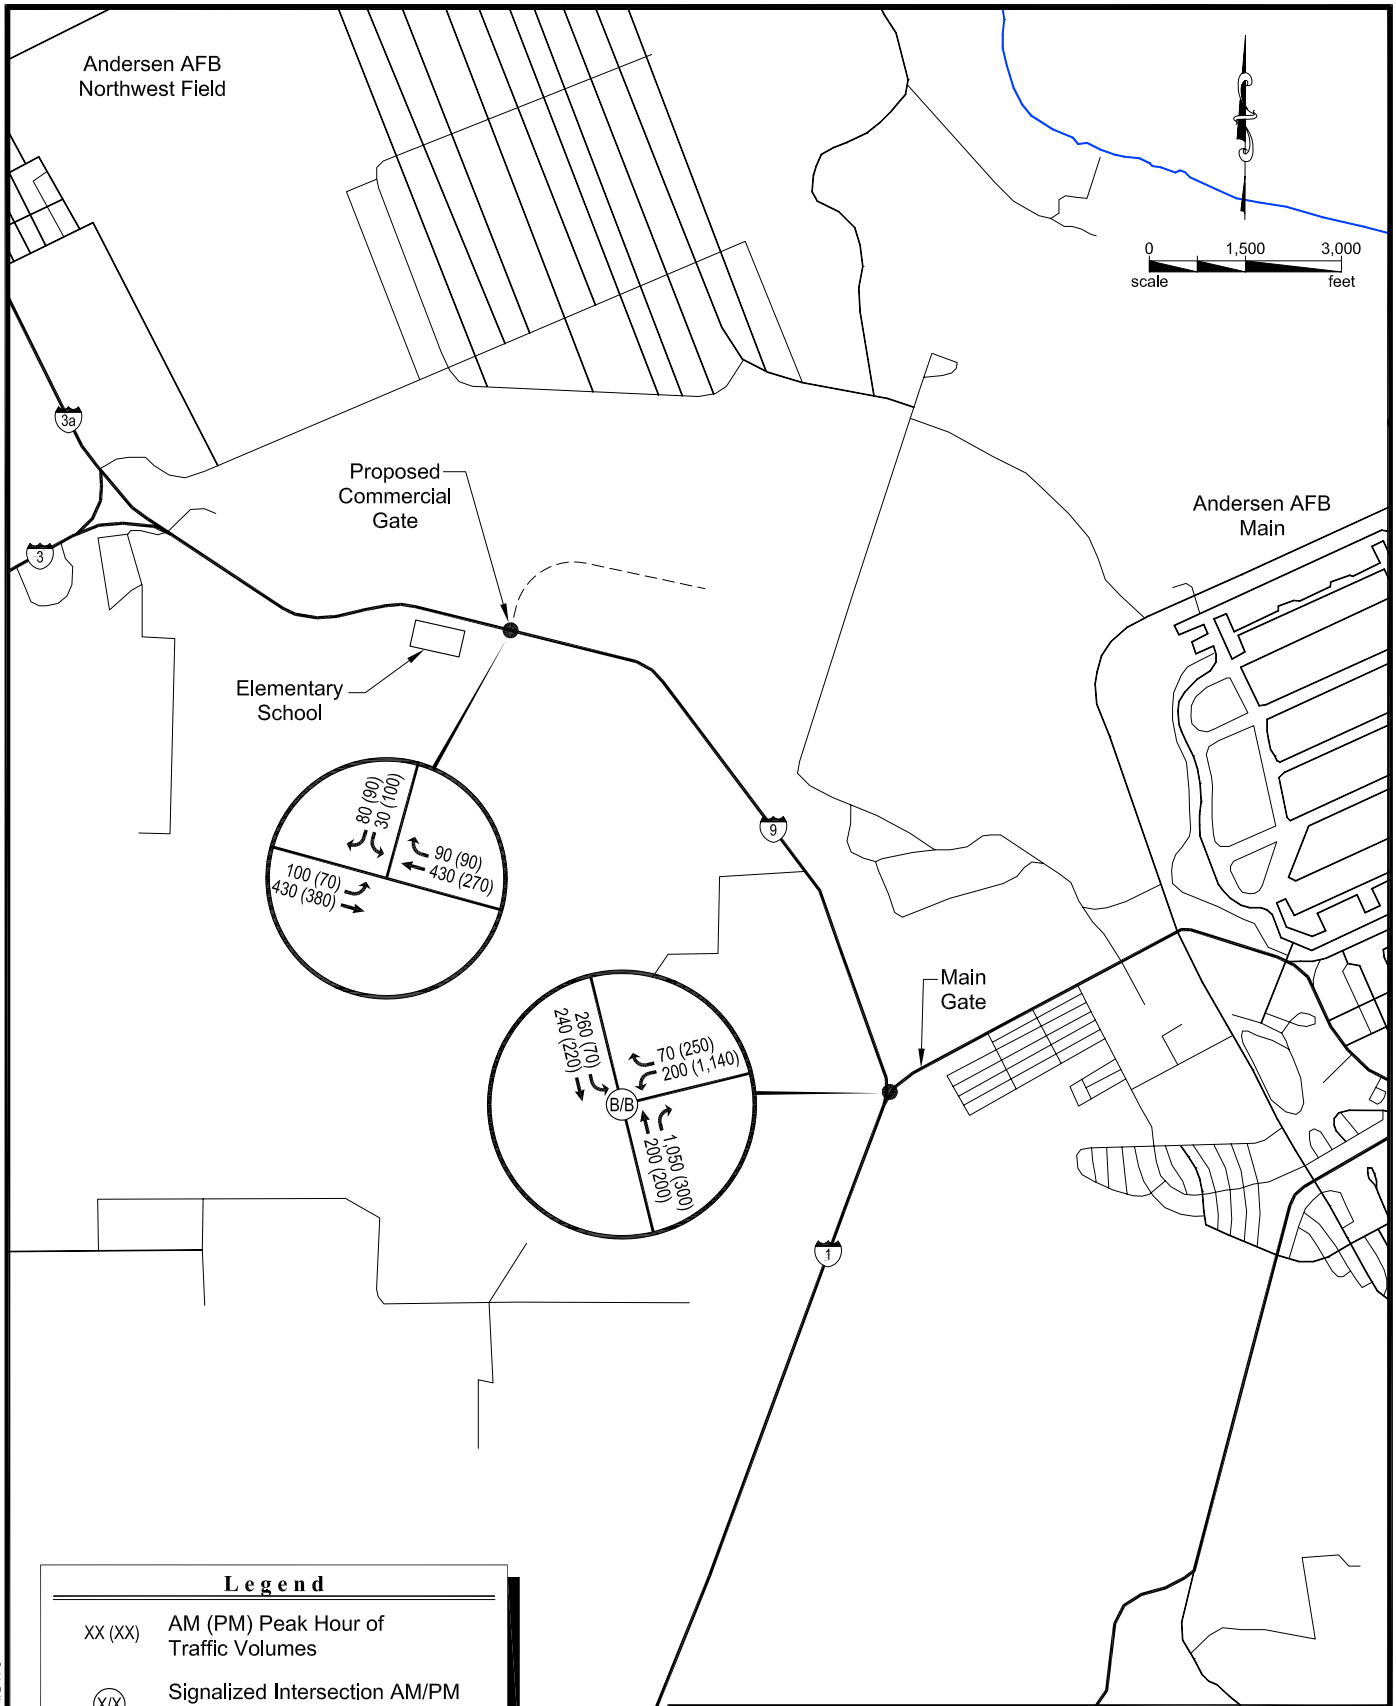 Andersen AFB
Northwest Field
0 1,500 3,000
scale feet
3a
Proposed
Commercial
Gate
Andersen AFB
Main
3
Elementary
School
80 (90)
30 (100)
90 (90)
430 (270)
100 (70)
430 (380)
9
Main
Gate
260 (70)
240 (220)
70 (250)
200 (1,140)
B/B
1,050 (300)
200 (200)
1
Legend
XX (XX) AM (PM) Peak Hour of
Traffic Volumes
X/X Signalized Intersection AM/PM